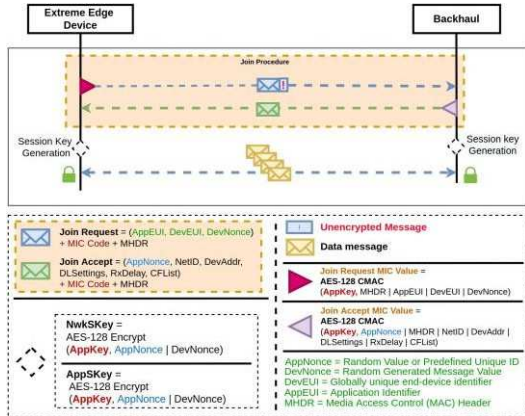 Extreme Edge
Device
Backhaul
Join Procedure
!
Session Key
Generation
Session key
Generation
Join Request = (AppEUI, DevEUI, DevNonce)
+ MIC Code + MHDR
Join Accept = (AppNonce, NetID, DevAddr,
DLSettings, RxDelay, CFList)
+ MIC Code + MHDR
NwkSKey =
AES-128 Encrypt
(AppKey, AppNonce | DevNonce)
AppSKey =
AES-128 Encrypt
(AppKey, AppNonce | DevNonce)
! Unencrypted Message
Data message
Join Request MIC Value =
AES-128 CMAC
(AppKey, MHDR | AppEUI | DevEUI | DevNonce)
Join Accept MIC Value =
AES-128 CMAC
(AppKey, AppNonce | MHDR | NetID | DevAddr |
DLSettings | RxDelay | CFList)
AppNonce = Random Value or Predefined Unique ID
DevNonce = Random Generated Message Value
DevEUI = Globally unique end-device identifier
AppEUI = Application Identifier
MHDR = Media Access Control (MAC) Header